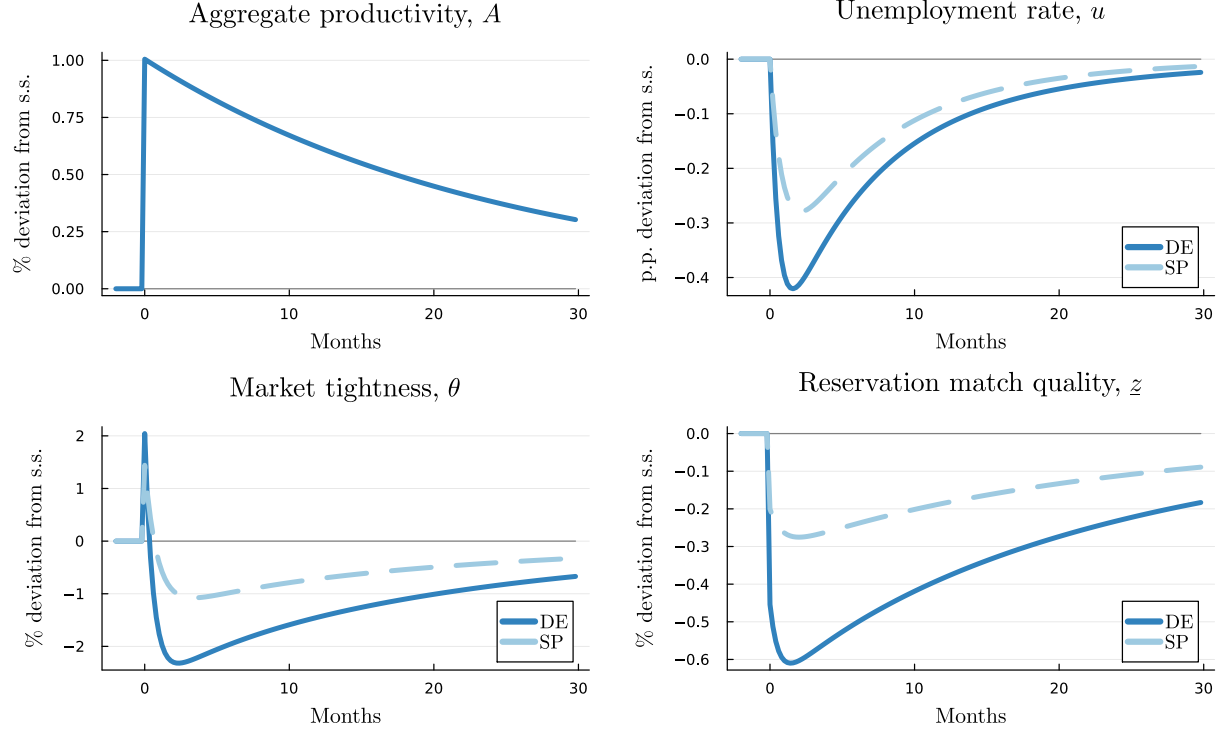 Aggregate productivity, A
% deviation from s.s.
1.00
0.75
0.50
0.25
0.00
0
10
20
30
Months
Unemployment rate, u
p.p. deviation from s.s.
0.0
−0.1
−0.2
−0.3
−0.4
DE
SP
0
10
20
30
Months
Market tightness, θ
% deviation from s.s.
2
1
0
−1
−2
DE
SP
0
10
20
30
Months
Reservation match quality, z
% deviation from s.s.
0.0
−0.1
−0.2
−0.3
−0.4
−0.5
−0.6
DE
SP
0
10
20
30
Months